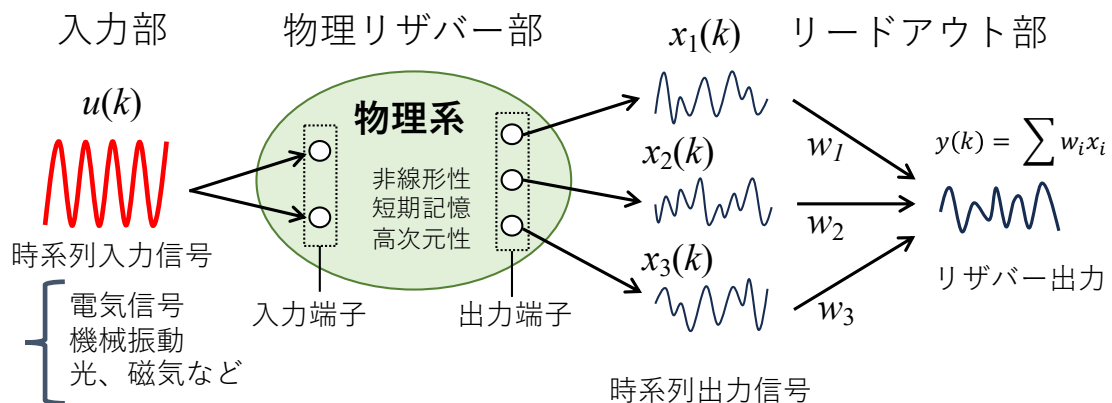 入力部
物理リザバー部
リードアウト部
u(k)
時系列入力信号
電気信号
機械振動
光、磁気など
物理系
非線形性
短期記憶
高次元性
入力端子
出力端子
x₁(k)
x₂(k)
x₃(k)
時系列出力信号
w₁
w₂
w₃
y(k) = ∑ wᵢxᵢ
リザバー出力